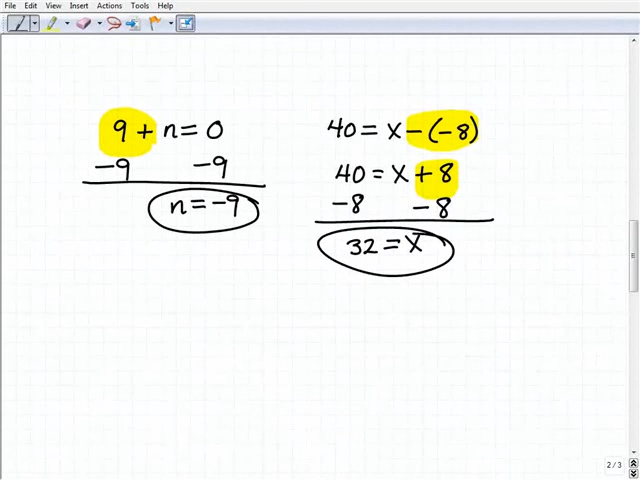 File Edit View Insert Actions Tools Help
9 + n = 0
-9 -9
n = -9
40 = x - (-8)
40 = x + 8
-8 -8
32 = x
2 / 3